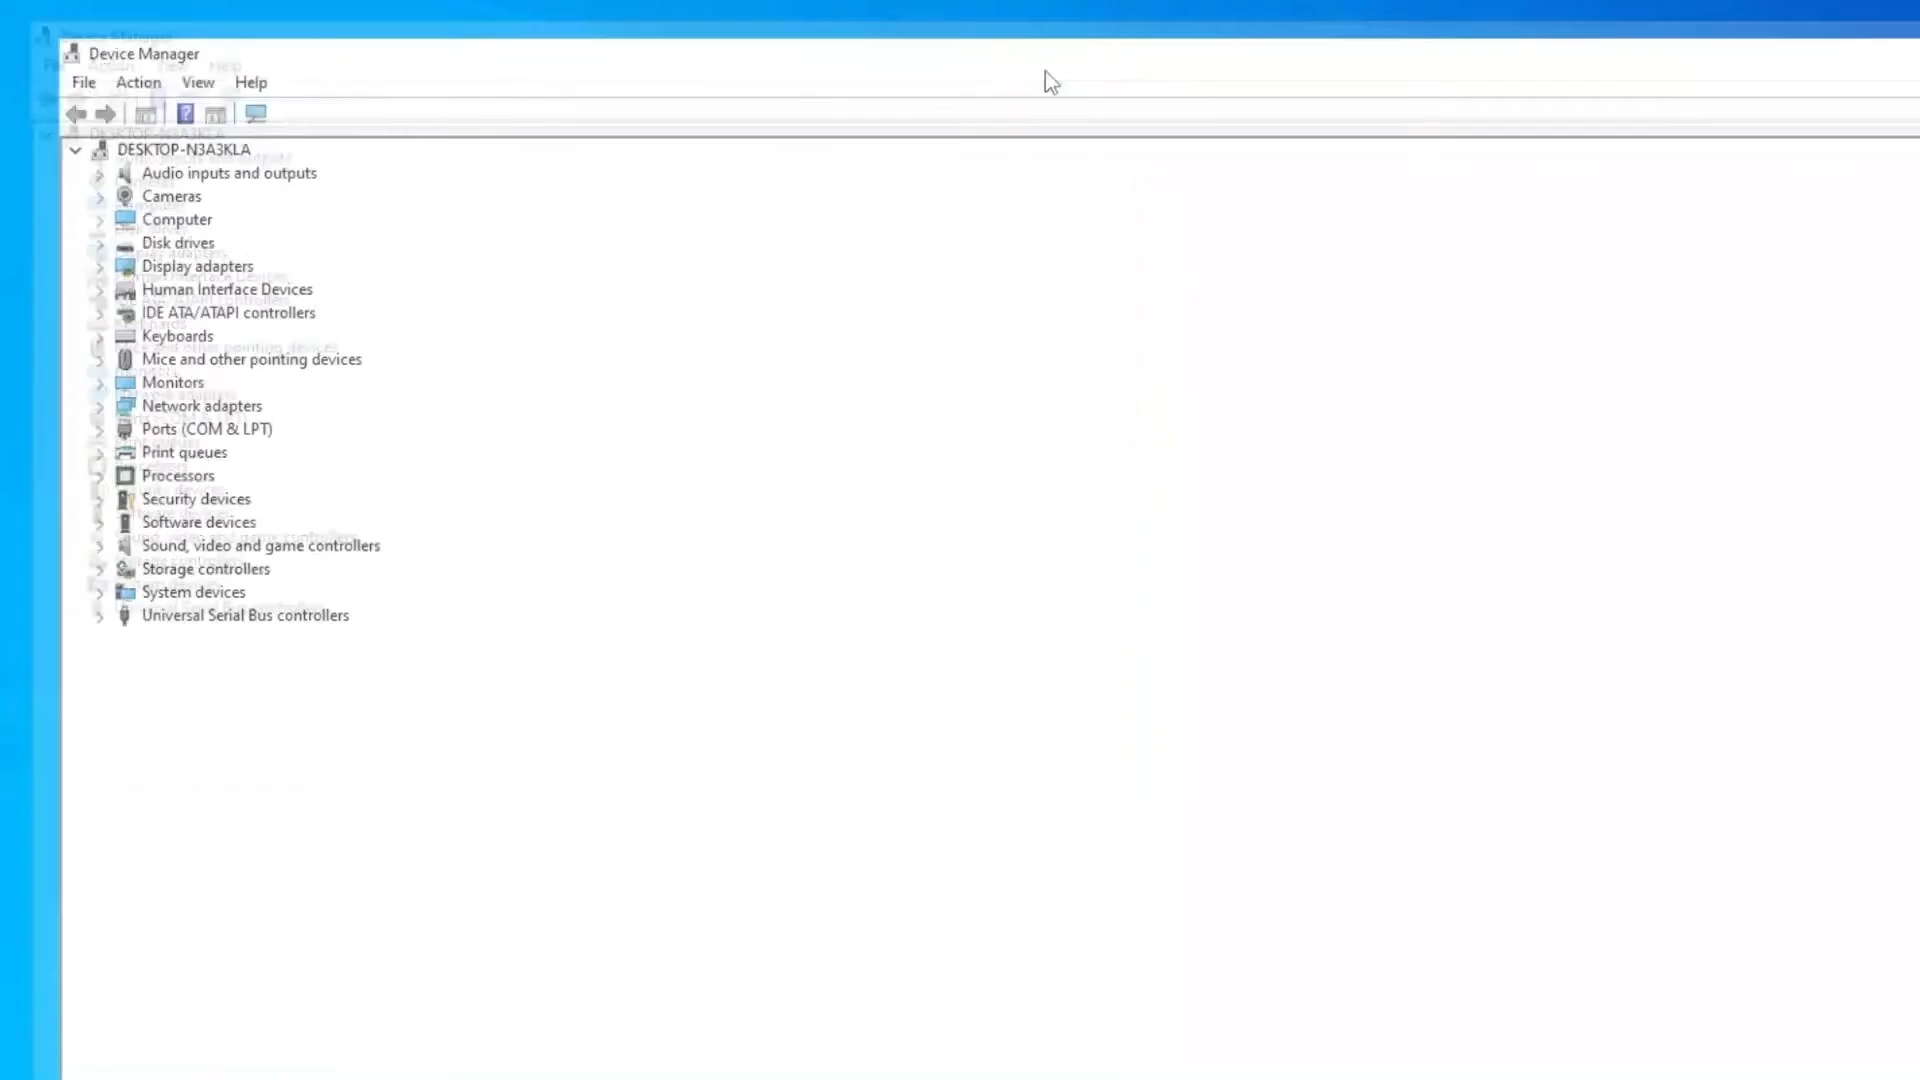 Device Manager
File Action View Help
DESKTOP-N3A3KLA
Audio inputs and outputs
Cameras
Computer
Disk drives
Display adapters
Human Interface Devices
IDE ATA/ATAPI controllers
Keyboards
Mice and other pointing devices
Monitors
Network adapters
Ports (COM & LPT)
Print queues
Processors
Security devices
Software devices
Sound, video and game controllers
Storage controllers
System devices
Universal Serial Bus controllers